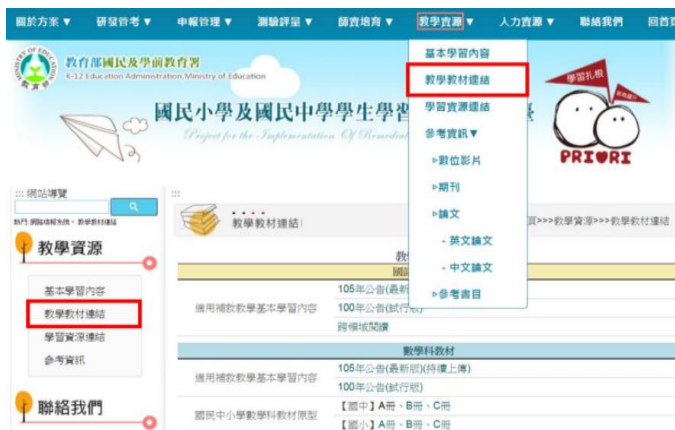 關於方案▼ 研發管考▼ 申報管理▼ 測驗評量▼ 師資培育▼ 教學資源▼ 人力資源▼ 聯絡我們 回首頁
教育部國民及學前教育署
K-12 Education Administration, Ministry of Education
國民小學及國民中學學生學習
Project for the Implementation Of Remedial
基本學習內容
教學教材連結
學習資源連結
參考資訊▼
▹數位影片
▹期刊
▹論文
- 英文論文
- 中文論文
▹參考書目
學習扎根
PRIORI
::: 網站導覽
教學資源
基本學習內容
教學教材連結
學習資源連結
參考資訊
聯絡我們
:::
教學教材連結
頁>>>教學資源>>>教學教材連結
適用補救教學基本學習內容
105年公告(最新
100年公告(試行版)
跨領域閱讀
數學科教材
適用補救教學基本學習內容
105年公告(最新版)(持續上傳)
100年公告(試行版)
國民中小學數學科教材原型
【國中】A冊、B冊、C冊
【國小】A冊、B冊、C冊